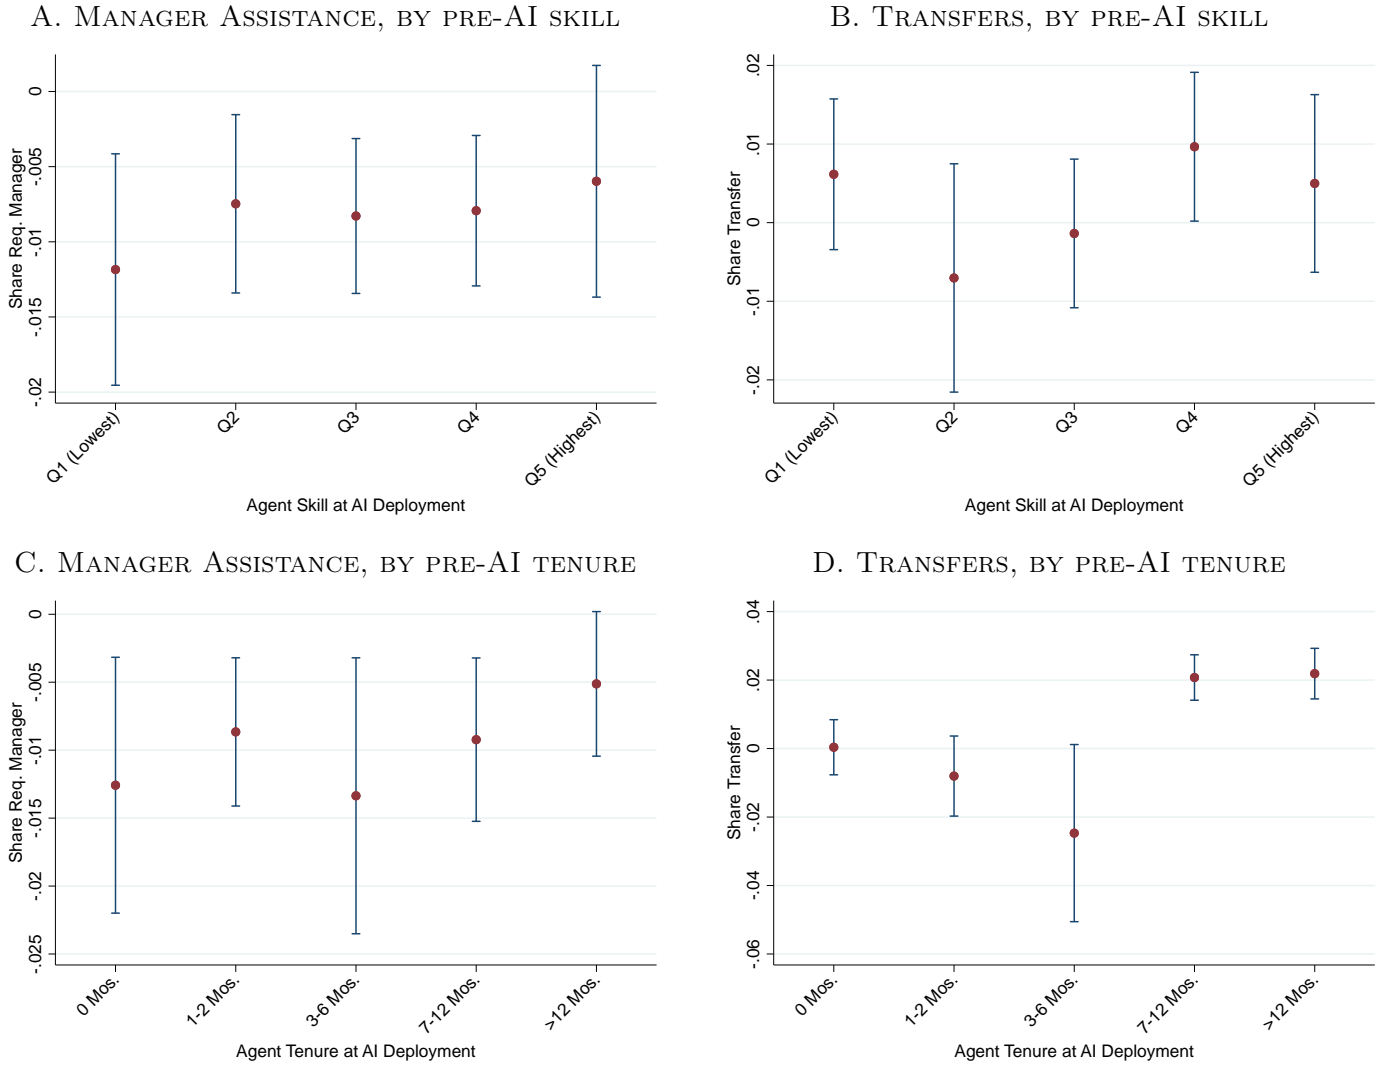 A. MANAGER ASSISTANCE, BY PRE-AI SKILL
0
-.005
-.01
-.015
-.02
Share Req. Manager
Q1 (Lowest)
Q2
Q3
Q4
Q5 (Highest)
Agent Skill at AI Deployment
B. TRANSFERS, BY PRE-AI SKILL
.02
.01
0
-.01
-.02
Share Transfer
Q1 (Lowest)
Q2
Q3
Q4
Q5 (Highest)
Agent Skill at AI Deployment
C. MANAGER ASSISTANCE, BY PRE-AI TENURE
0
-.005
-.01
-.015
-.02
-.025
Share Req. Manager
0 Mos.
1-2 Mos.
3-6 Mos.
7-12 Mos.
>12 Mos.
Agent Tenure at AI Deployment
D. TRANSFERS, BY PRE-AI TENURE
.04
.02
0
-.02
-.04
-.06
Share Transfer
0 Mos.
1-2 Mos.
3-6 Mos.
7-12 Mos.
>12 Mos.
Agent Tenure at AI Deployment